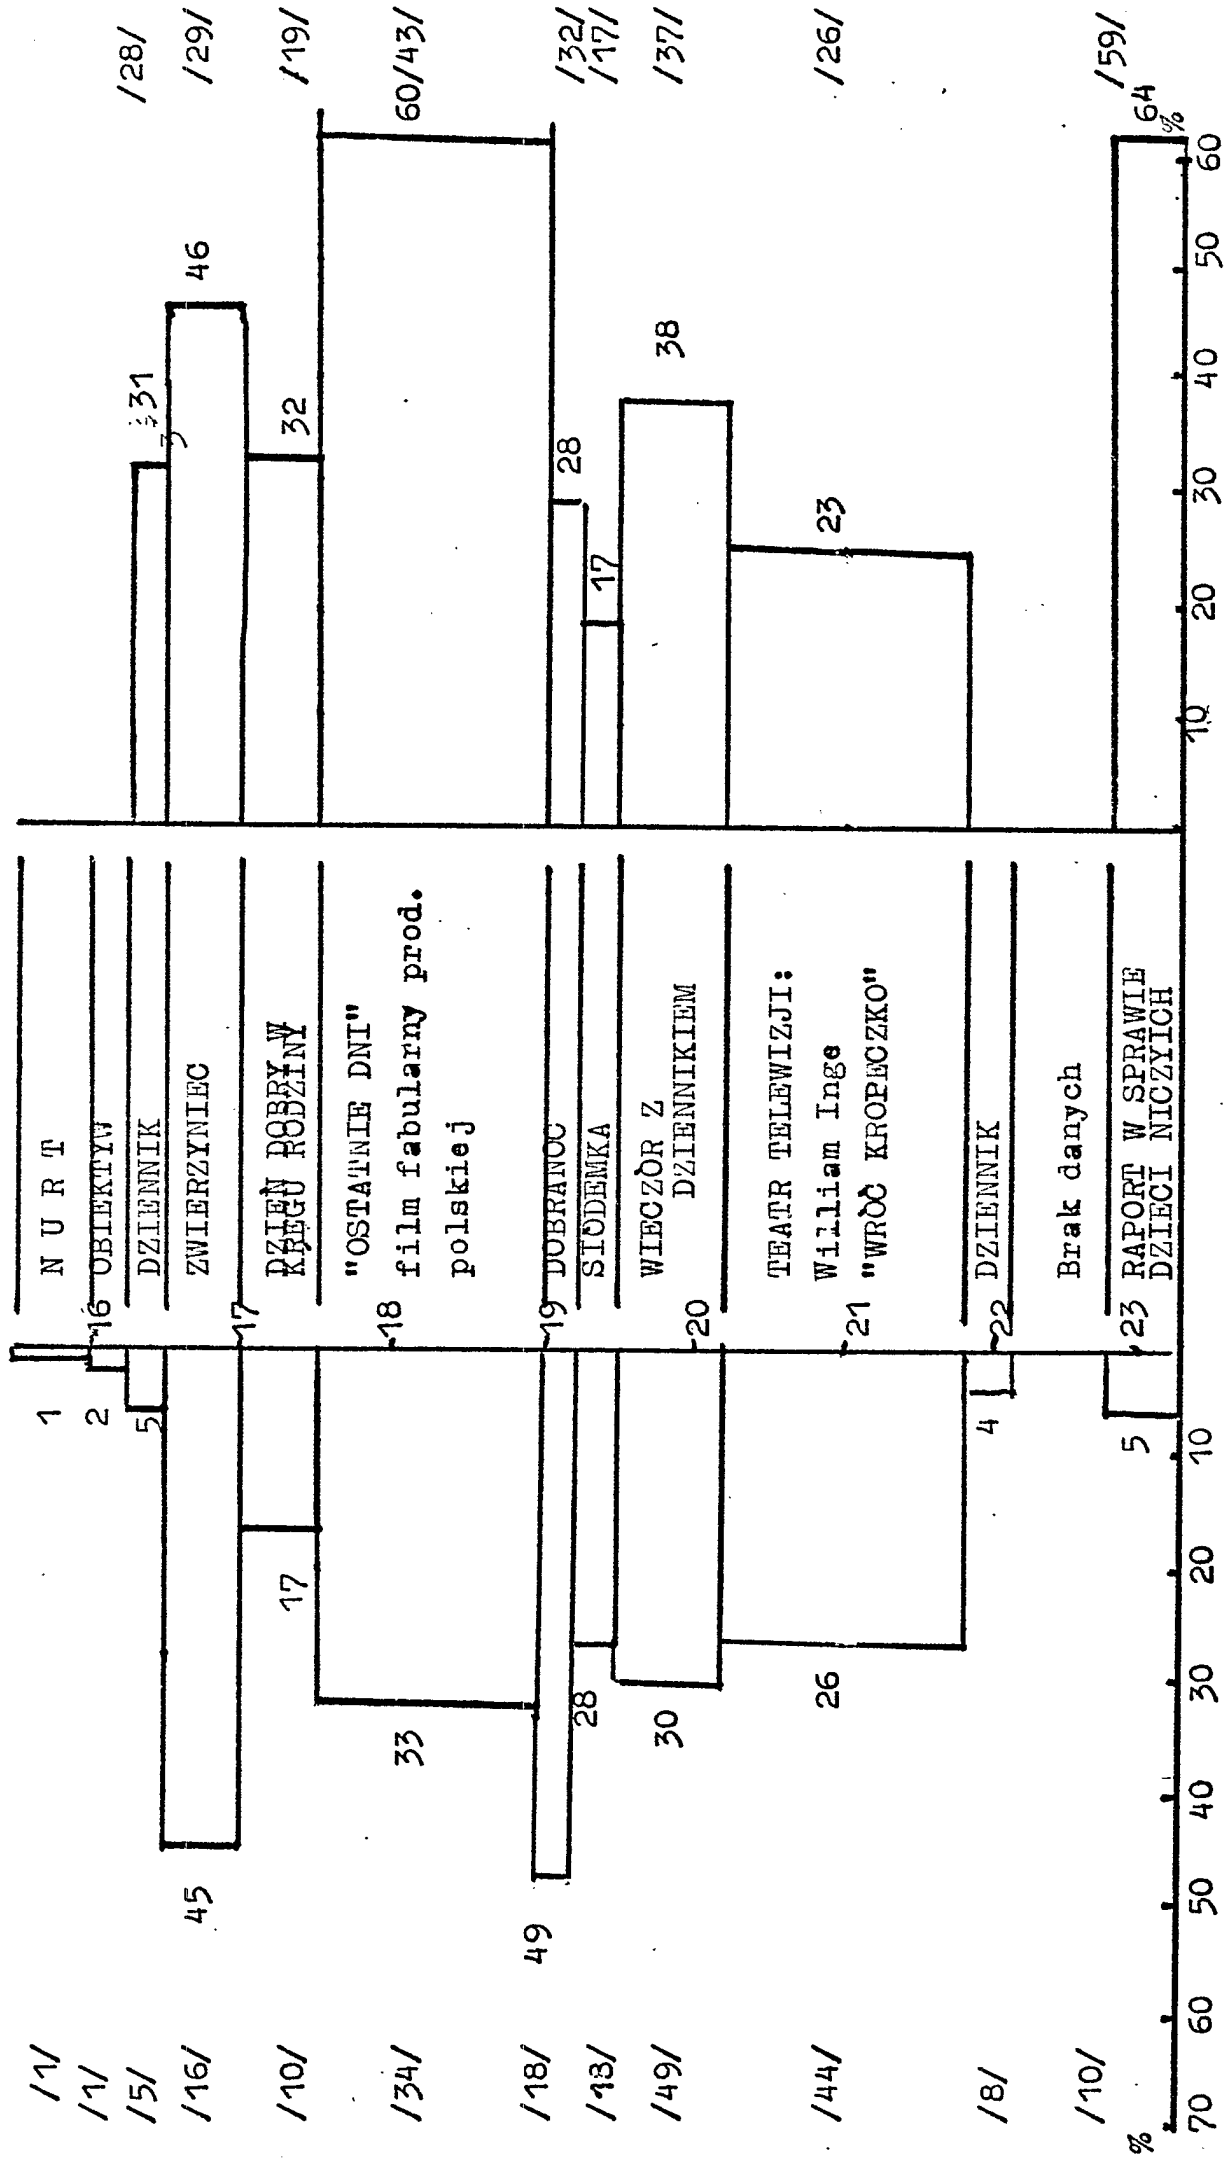 /1/ 1 N U R T
/1/ 2 16 OBIEKTYW
/5/ 5 DZIENNIK 31 /28/
/16/ 45 ZWIERZYNIEC 46 /29/
17
DZIEŃ DOBRY W
/10/ 17 KRĘGU RODZINY 32 /19/
"OSTATNIE DNI"
18
/34/ 33 film fabularny prod. 60/43/
polskiej
/18/ 49 19 DOBRANOC 28 /32/
/13/ 28 SIODEMKA 17 /17/
/49/ 30 WIECZÓR Z 38 /37/
DZIENNIKIEM
20
TEATR TELEWIZJI:
/44/ 26 William Inge 23 /26/
21 "WRÓĆ KROPECZKO"
/8/ 4 DZIENNIK
22
Brak danych
/10/ 5 23 RAPORT W SPRAWIE 64 /59/
DZIECI NICZYICH
% %
70 60 50 40 30 20 10 10 20 30 40 50 60